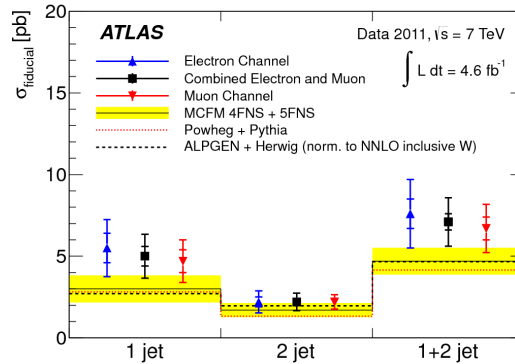 ATLAS
Data 2011, √s = 7 TeV
∫ L dt = 4.6 fb⁻¹
Electron Channel
Combined Electron and Muon
Muon Channel
MCFM 4FNS + 5FNS
Powheg + Pythia
ALPGEN + Herwig (norm. to NNLO inclusive W)
σfiducial [pb]
20
15
10
5
0
1 jet 2 jet 1+2 jet